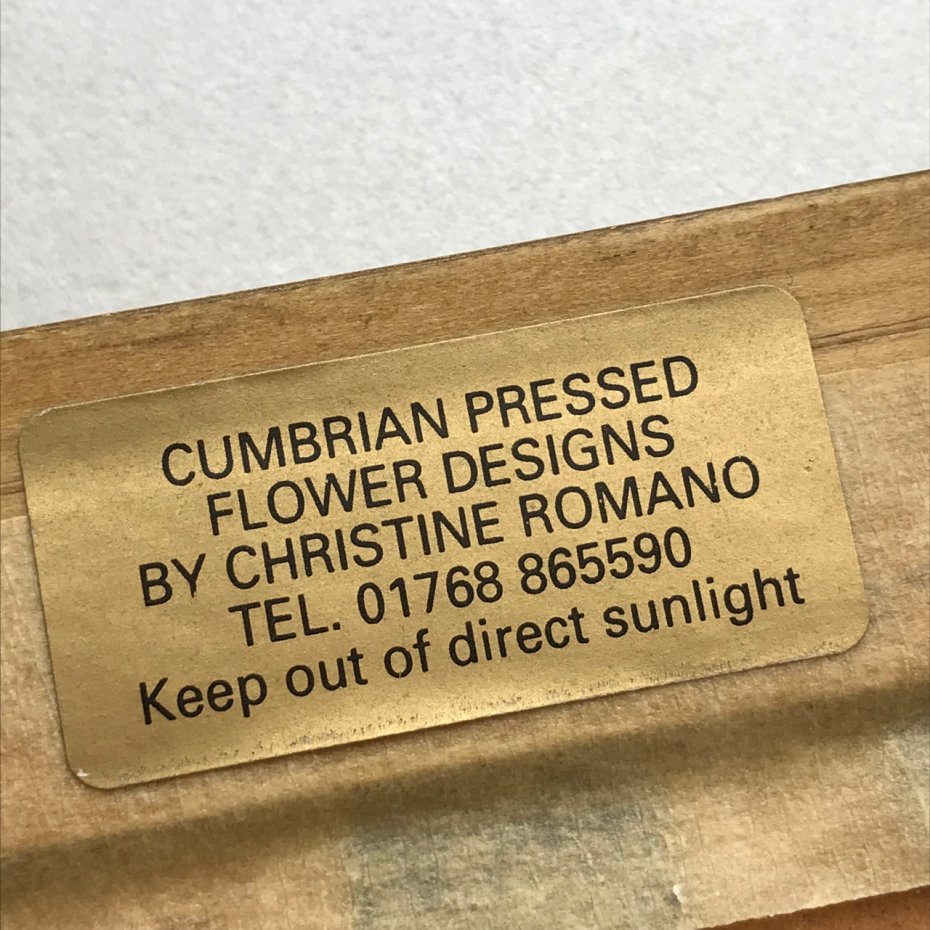 CUMBRIAN PRESSED
FLOWER DESIGNS
BY CHRISTINE ROMANO
TEL. 01768 865590
Keep out of direct sunlight